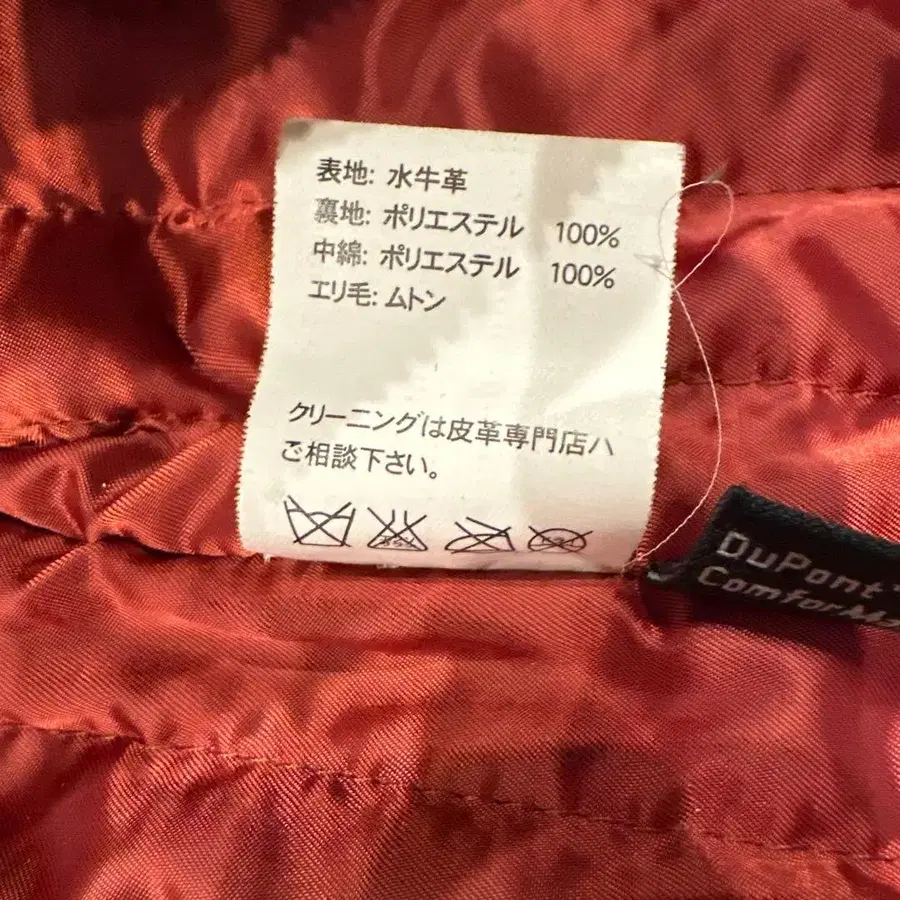 表地: 水牛革
裏地: ポリエステル 100%
中綿: ポリエステル 100%
エリ毛: ムトン
クリーニングは皮革専門店ハ
ご相談下さい。
DuPont